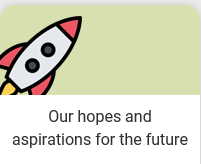 Our hopes and
aspirations for the future